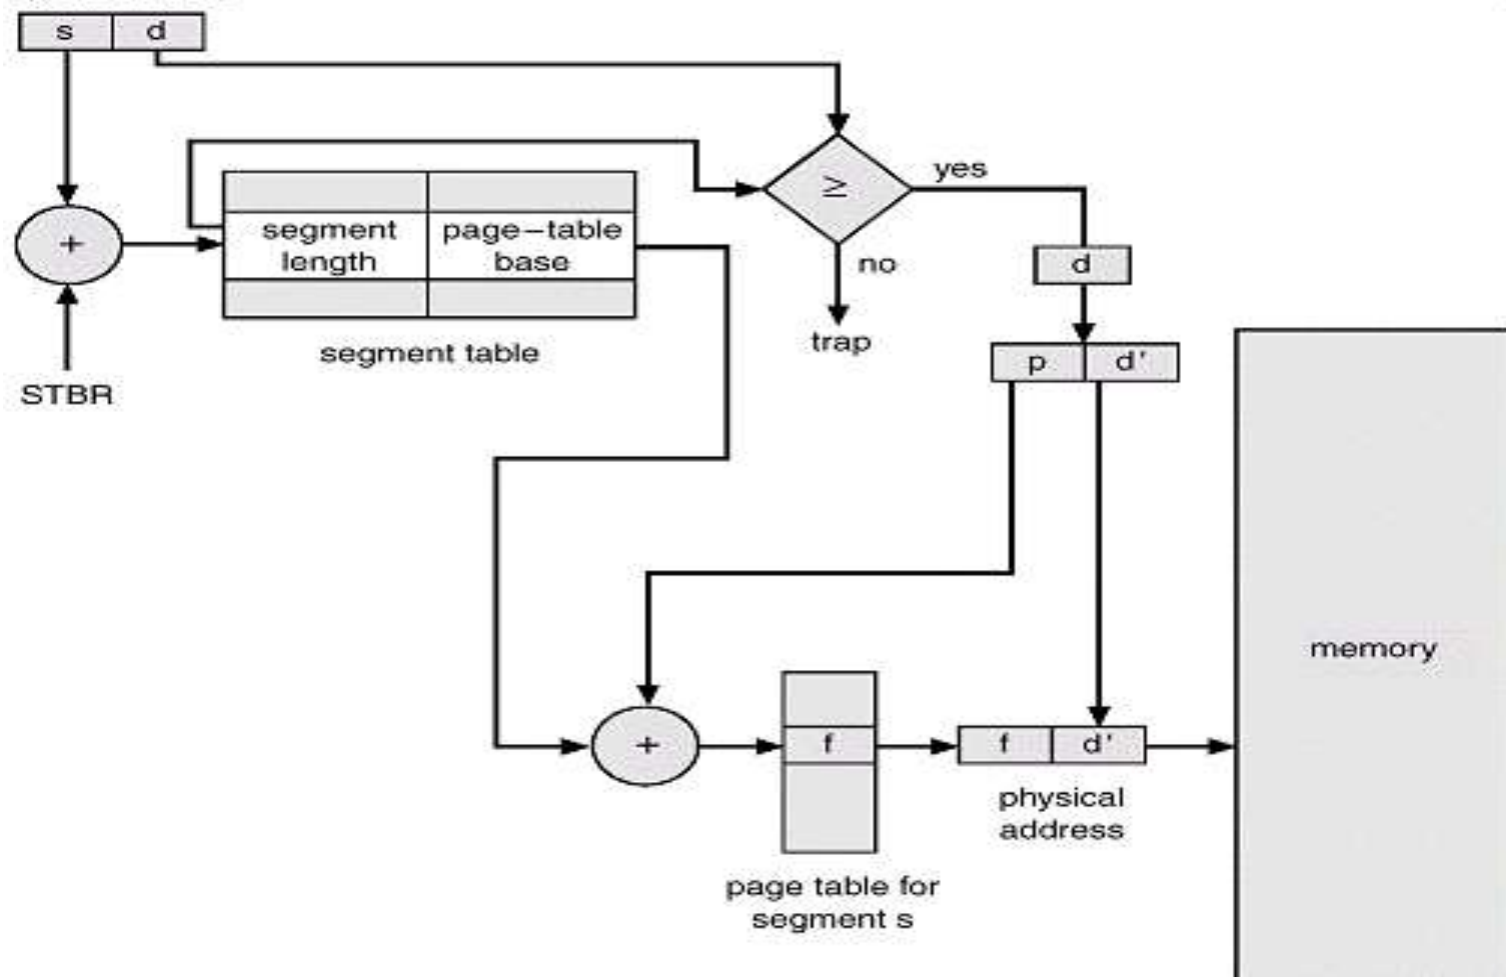 s d
≥
yes
segment
length
page–table
base
+
d
no
trap
segment table
p d'
STBR
memory
+
f
f d'
physical
address
page table for
segment s